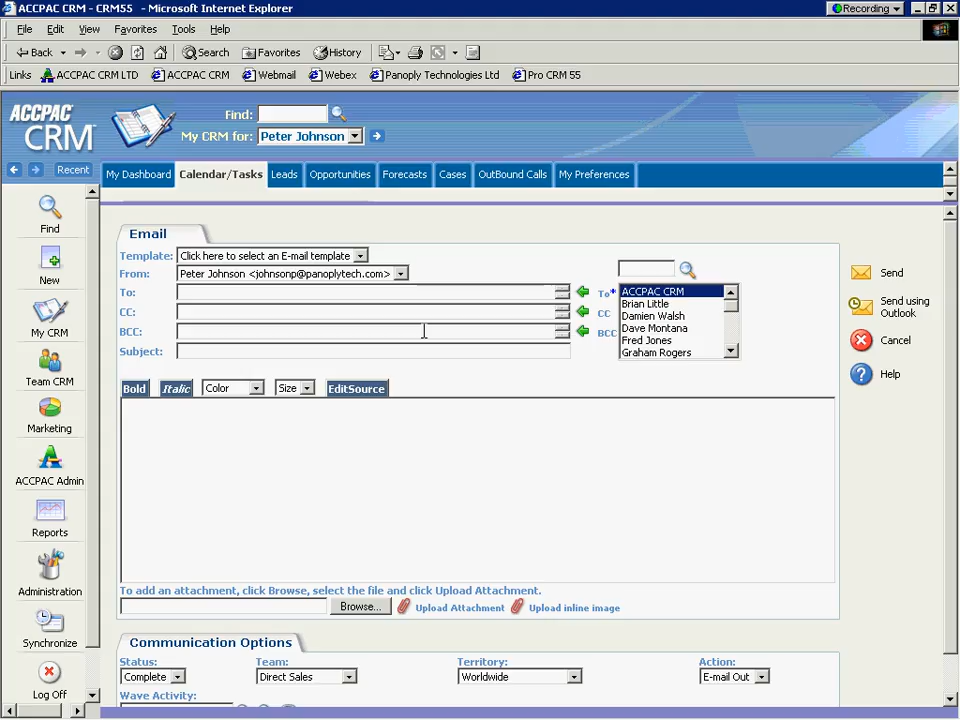 ACCPAC CRM - CRM55 - Microsoft Internet Explorer
Recording
File Edit View Favorites Tools Help
Back Search Favorites History
Links ACCPAC CRM LTD ACCPAC CRM Webmail Webex Panoply Technologies Ltd Pro CRM 55
ACCPAC
CRM
Find:
My CRM for: Peter Johnson
Recent My Dashboard Calendar/Tasks Leads Opportunities Forecasts Cases OutBound Calls My Preferences
Find
New
My CRM
Team CRM
Marketing
ACCPAC Admin
Reports
Administration
Synchronize
Log Off
Email
Template: Click here to select an E-mail template
From: Peter Johnson <johnsonp@panoplytech.com>
To:
CC:
BCC:
Subject:
To*
CC
BCC
ACCPAC CRM
Brian Little
Damien Walsh
Dave Montana
Fred Jones
Graham Rogers
Send
Send using
Outlook
Cancel
Help
Bold Italic Color Size EditSource
To add an attachment, click Browse, select the file and click Upload Attachment.
Browse... Upload Attachment Upload inline image
Communication Options
Status: Team: Territory: Action:
Complete Direct Sales Worldwide E-mail Out
Wave Activity: